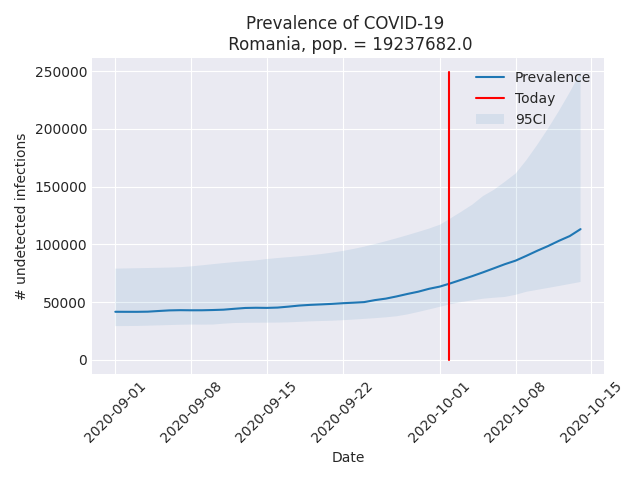 Prevalence of COVID-19
Romania, pop. = 19237682.0
250000
200000
150000
100000
50000
0
# undetected infections
Prevalence
Today
95CI
2020-09-01
2020-09-08
2020-09-15
2020-09-22
2020-10-01
2020-10-08
2020-10-15
Date